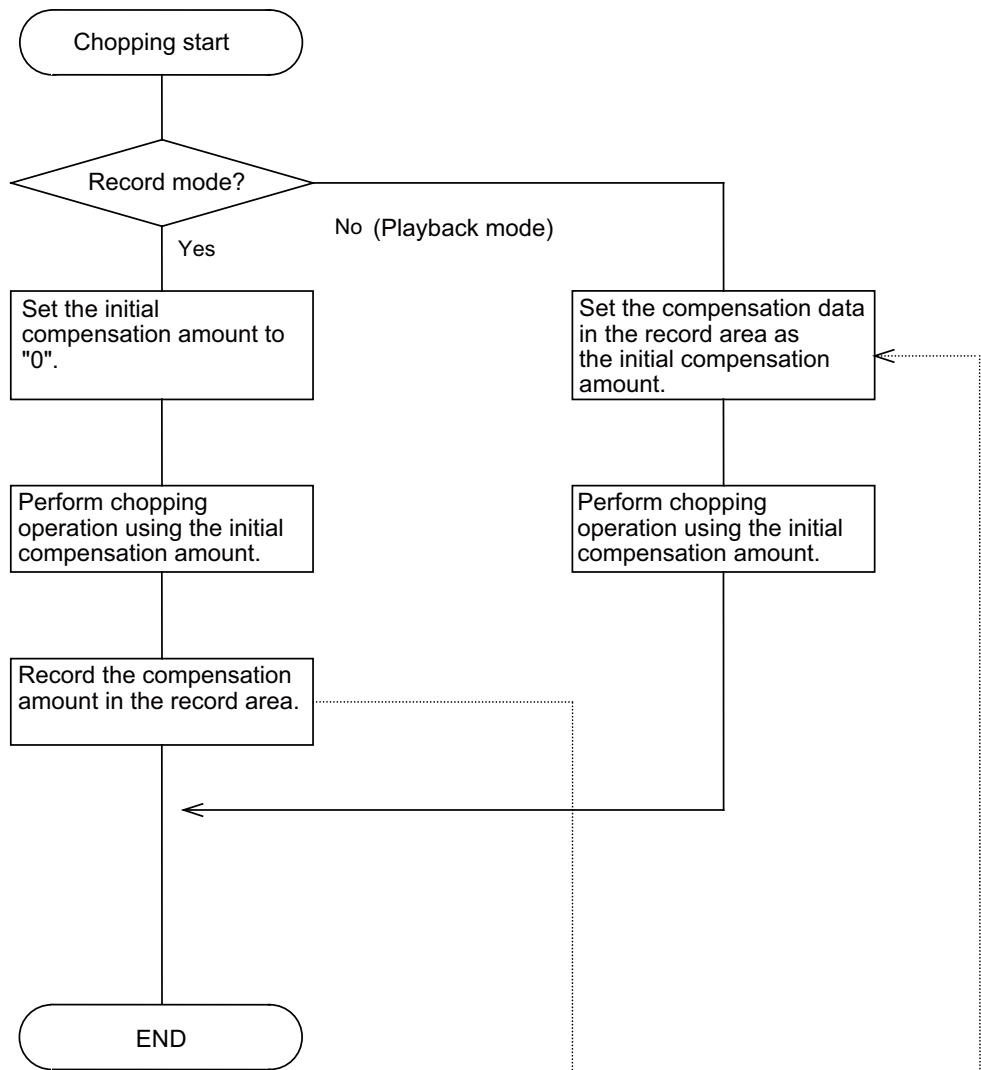 Chopping start
Record mode?
No (Playback mode)
Yes
Set the initial
compensation amount to
"0".
Set the compensation data
in the record area as
the initial compensation
amount.
Perform chopping
operation using the initial
compensation amount.
Perform chopping
operation using the initial
compensation amount.
Record the compensation
amount in the record area.
END